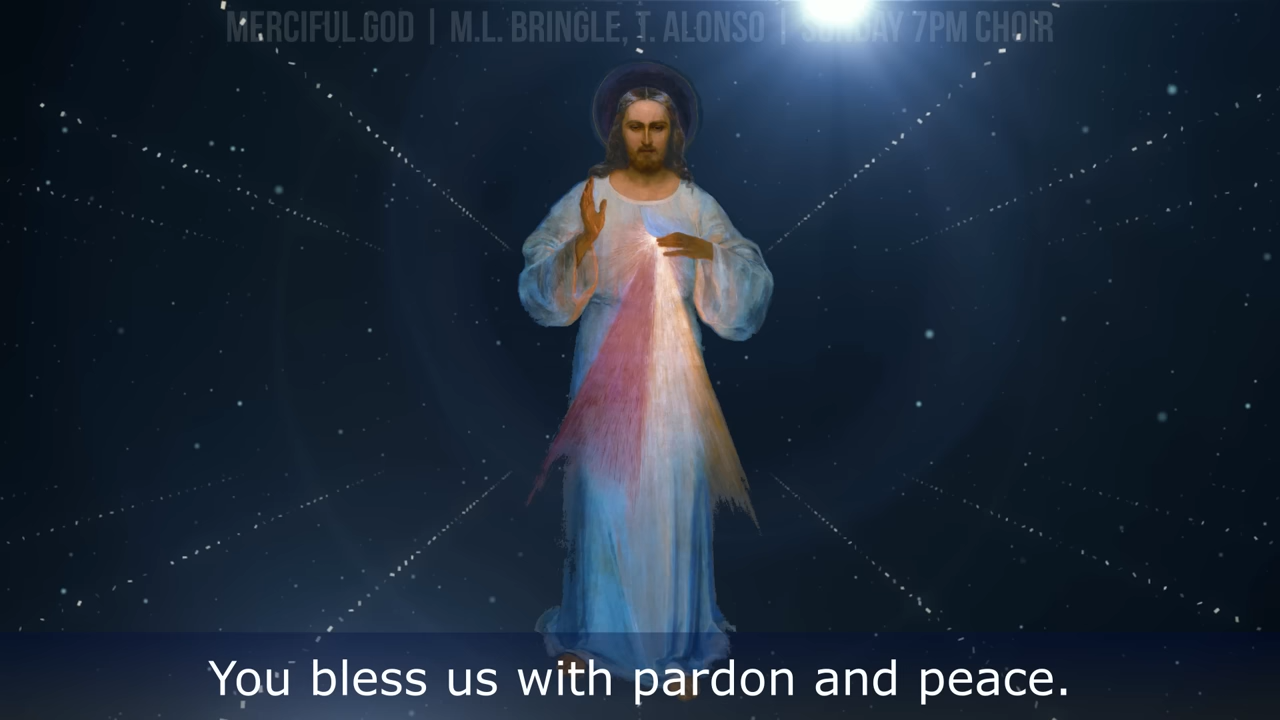 MERCIFUL GOD | M.L. BRINGLE, T. ALONSO | SUNDAY 7PM CHOIR
You bless us with pardon and peace.